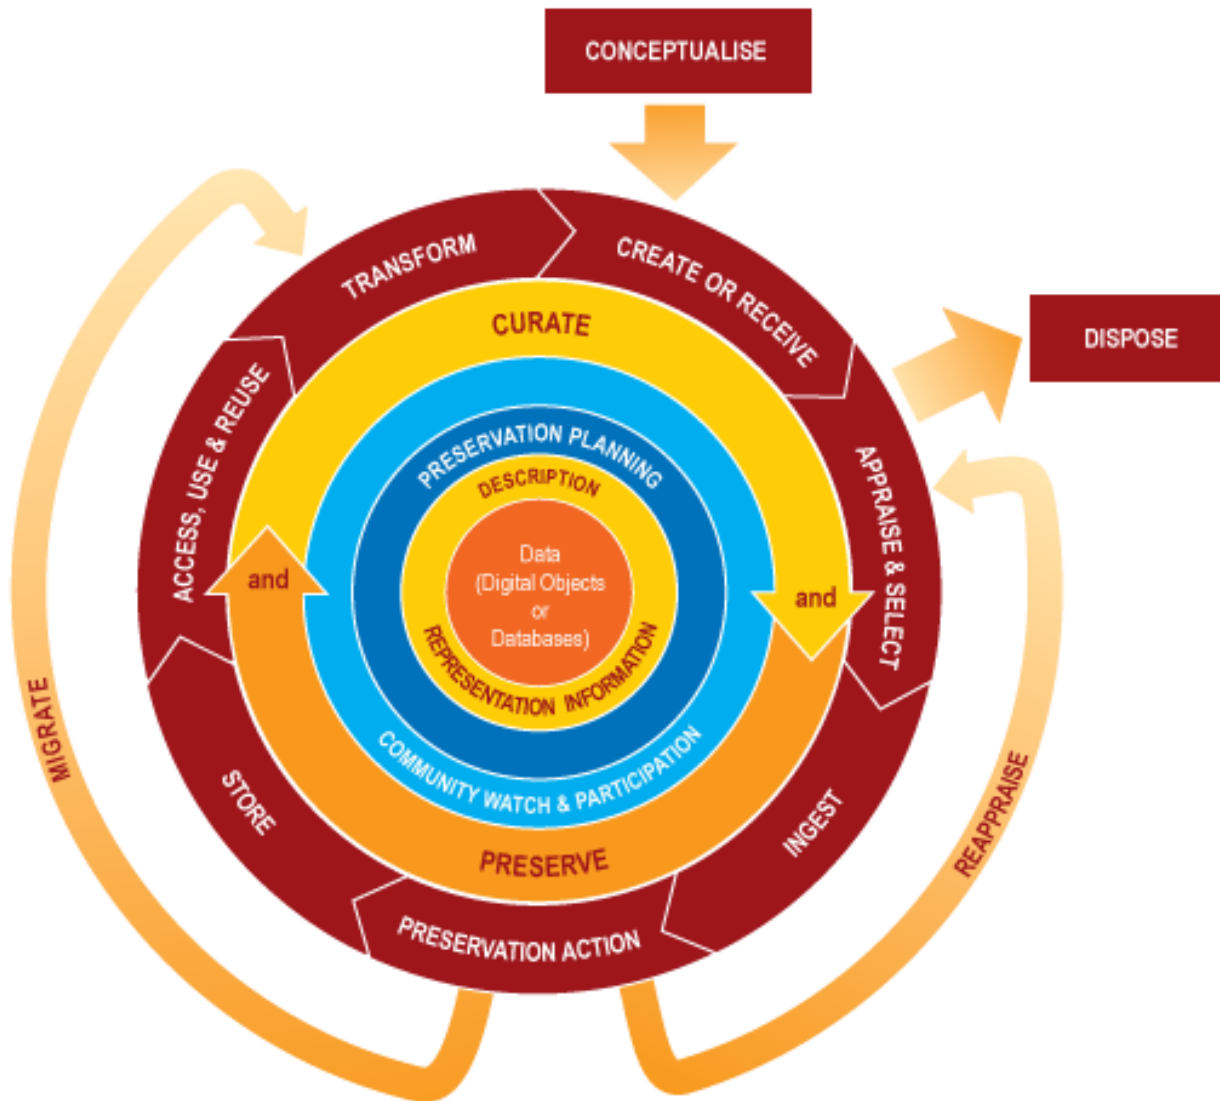 CONCEPTUALISE
TRANSFORM
CREATE OR RECEIVE
CURATE
DISPOSE
ACCESS, USE & REUSE
PRESERVATION PLANNING
APPRAISE & SELECT
DESCRIPTION
Data
(Digital Objects
or
Databases)
and
and
REPRESENTATION INFORMATION
MIGRATE
COMMUNITY WATCH & PARTICIPATION
STORE
INGEST
REAPPRAISE
PRESERVE
PRESERVATION ACTION